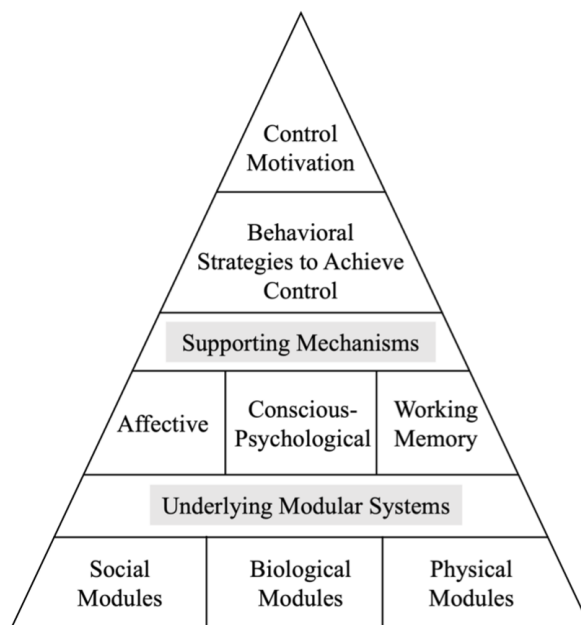 Control
Motivation
Behavioral
Strategies to Achieve
Control
Supporting Mechanisms
Affective
Conscious-
Psychological
Working
Memory
Underlying Modular Systems
Social
Modules
Biological
Modules
Physical
Modules